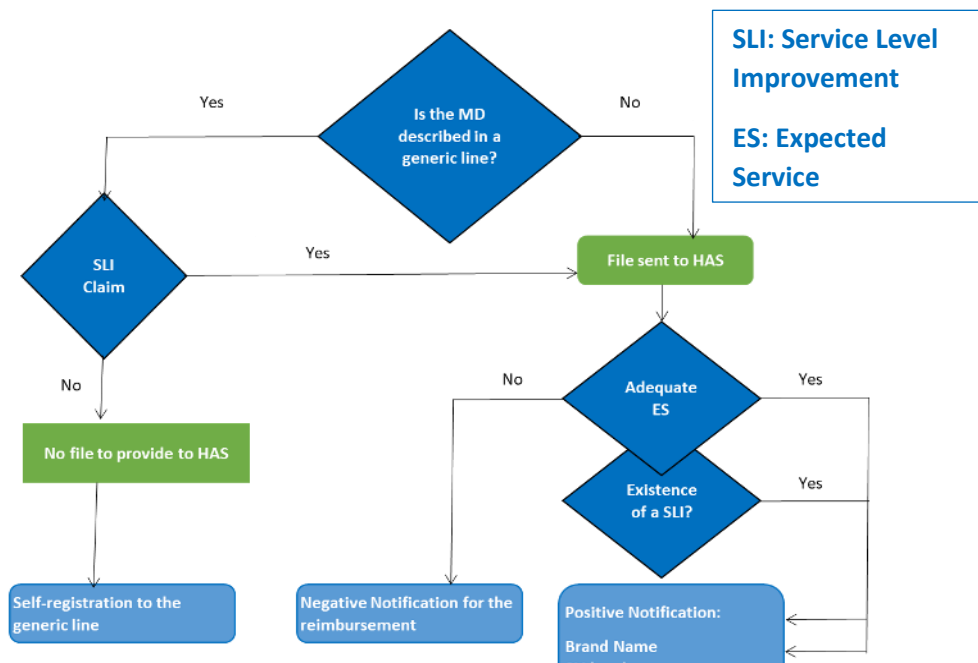 SLI: Service Level
Improvement
ES: Expected
Service
Yes
Is the MD
described in a
generic line?
No
SLI
Claim
Yes
File sent to HAS
No
No
Adequate
ES
Yes
No file to provide to HAS
Existence
of a SLI?
Yes
Self-registration to the
generic line
Negative Notification for the
reimbursement
Positive Notification:
Brand Name